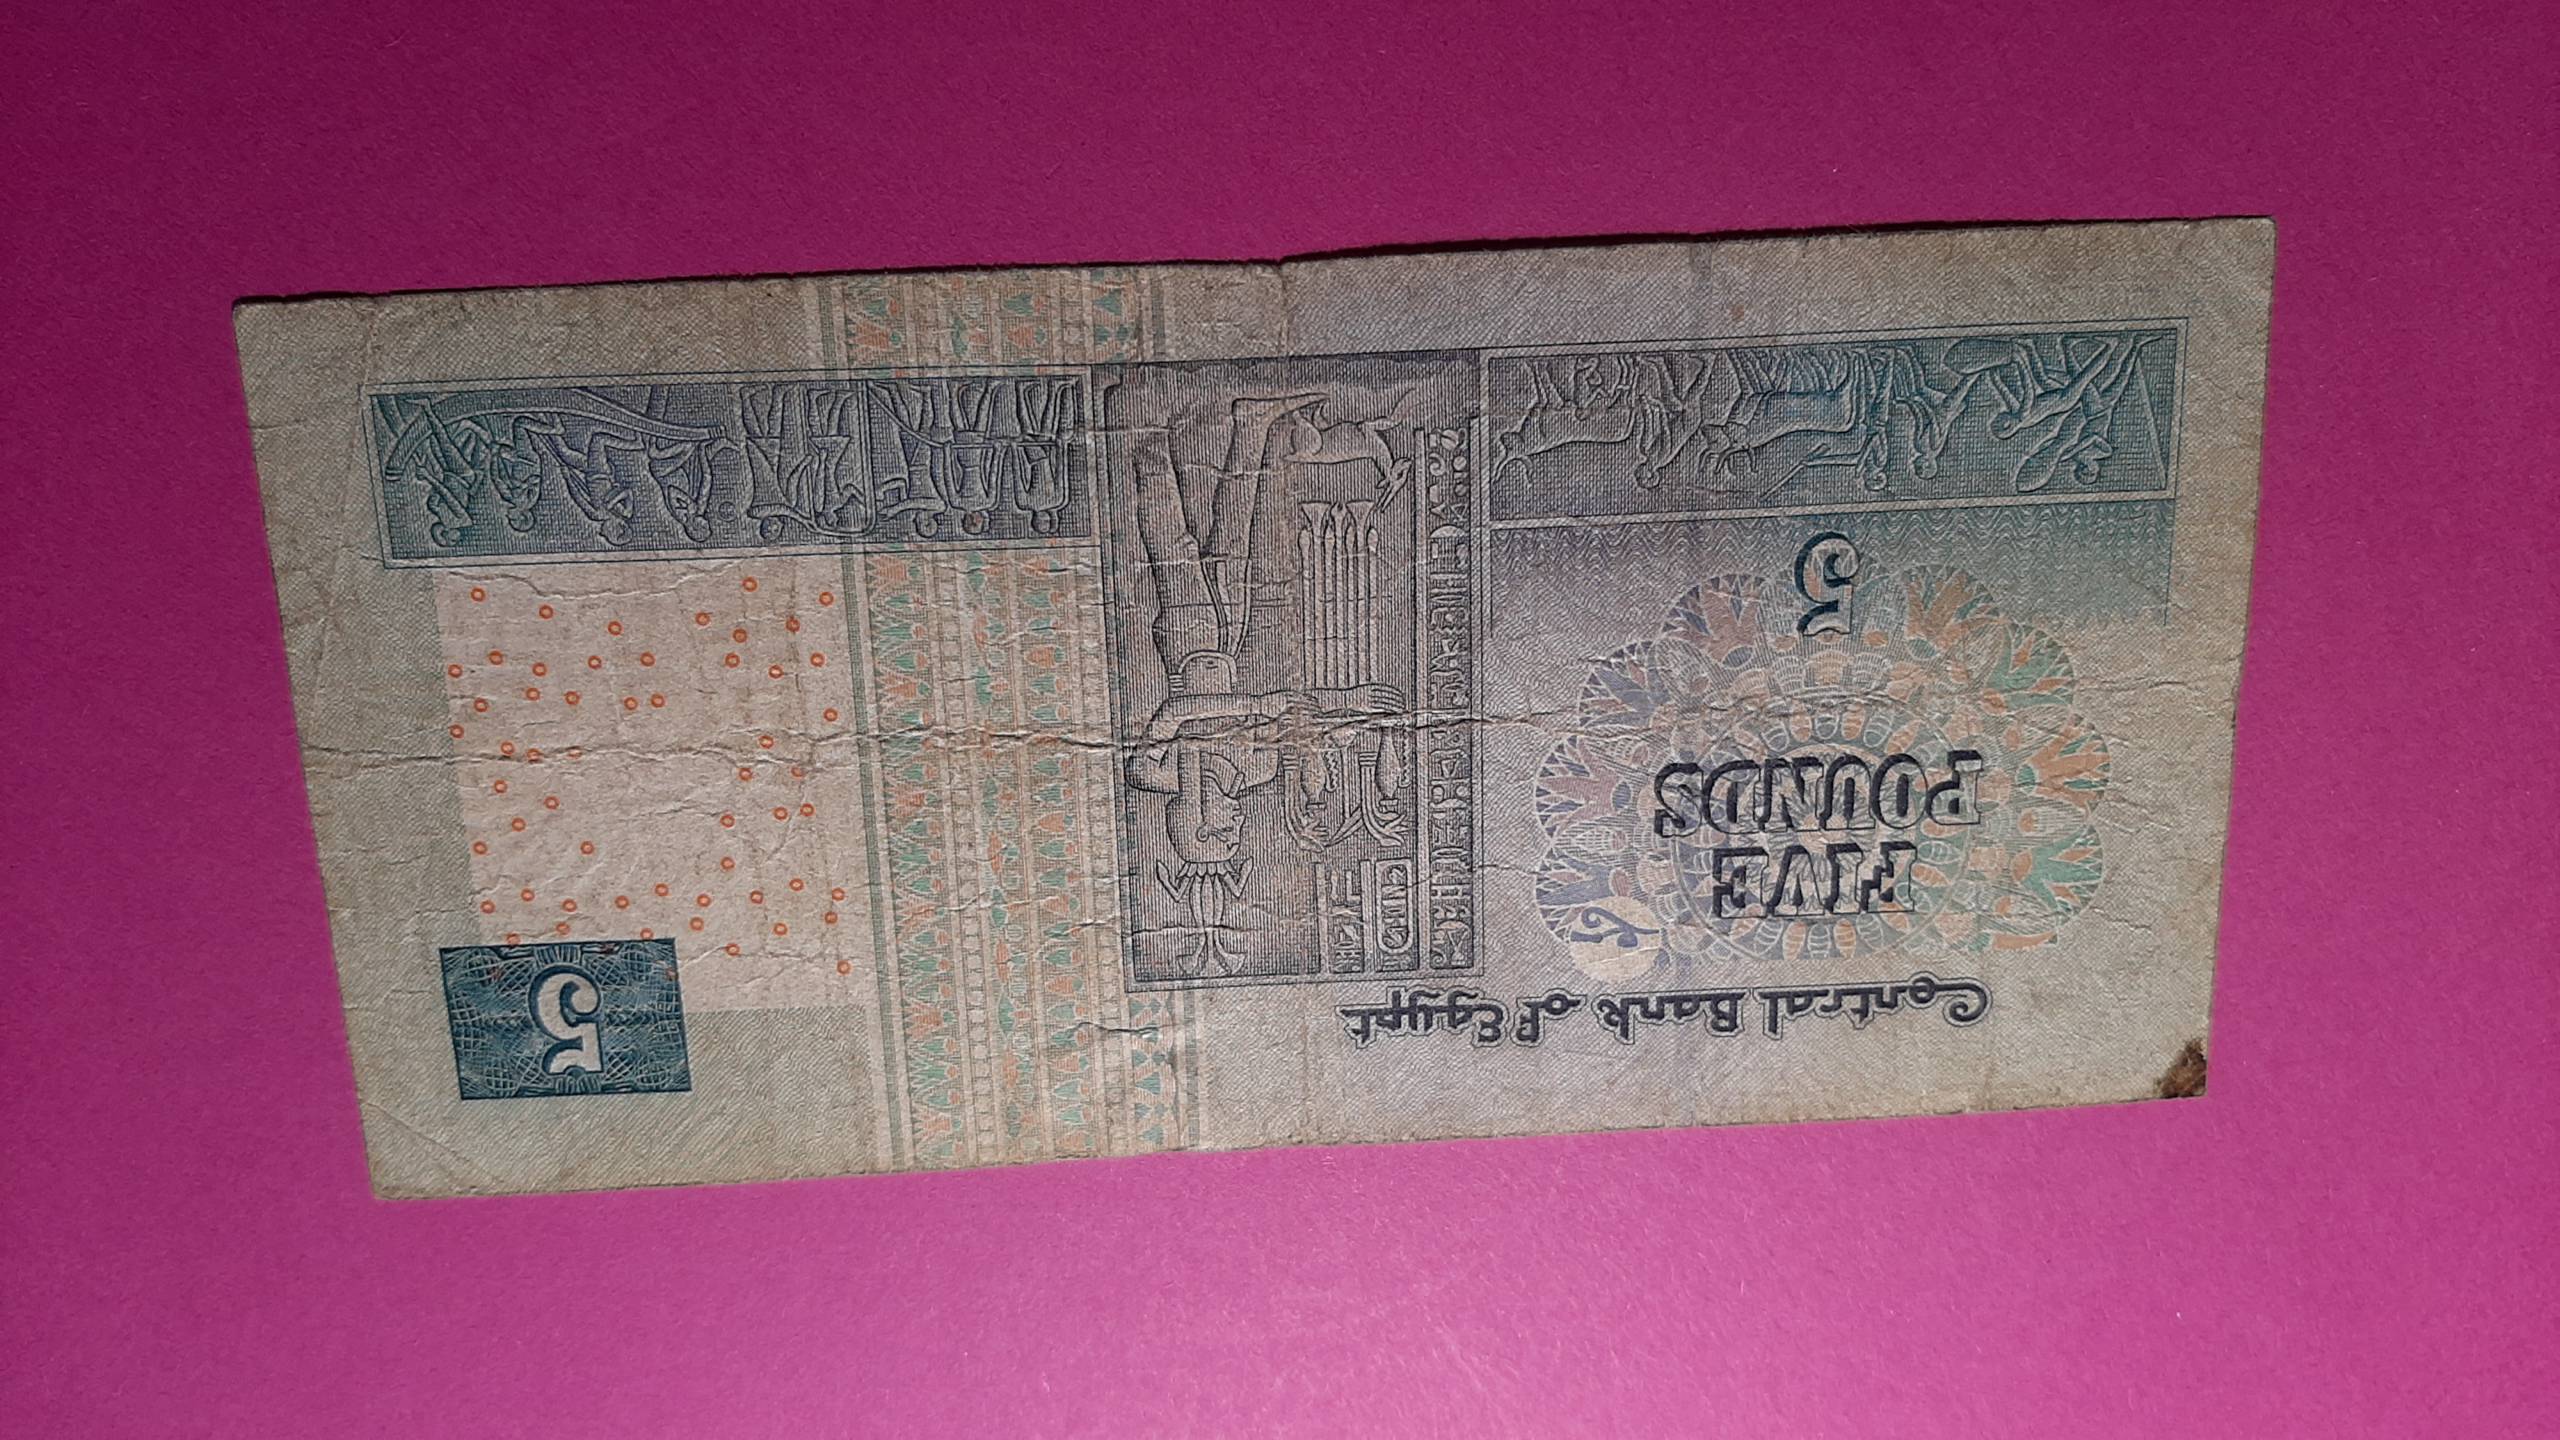 Central Bank of Egypt
FIVE
POUNDS
5
5